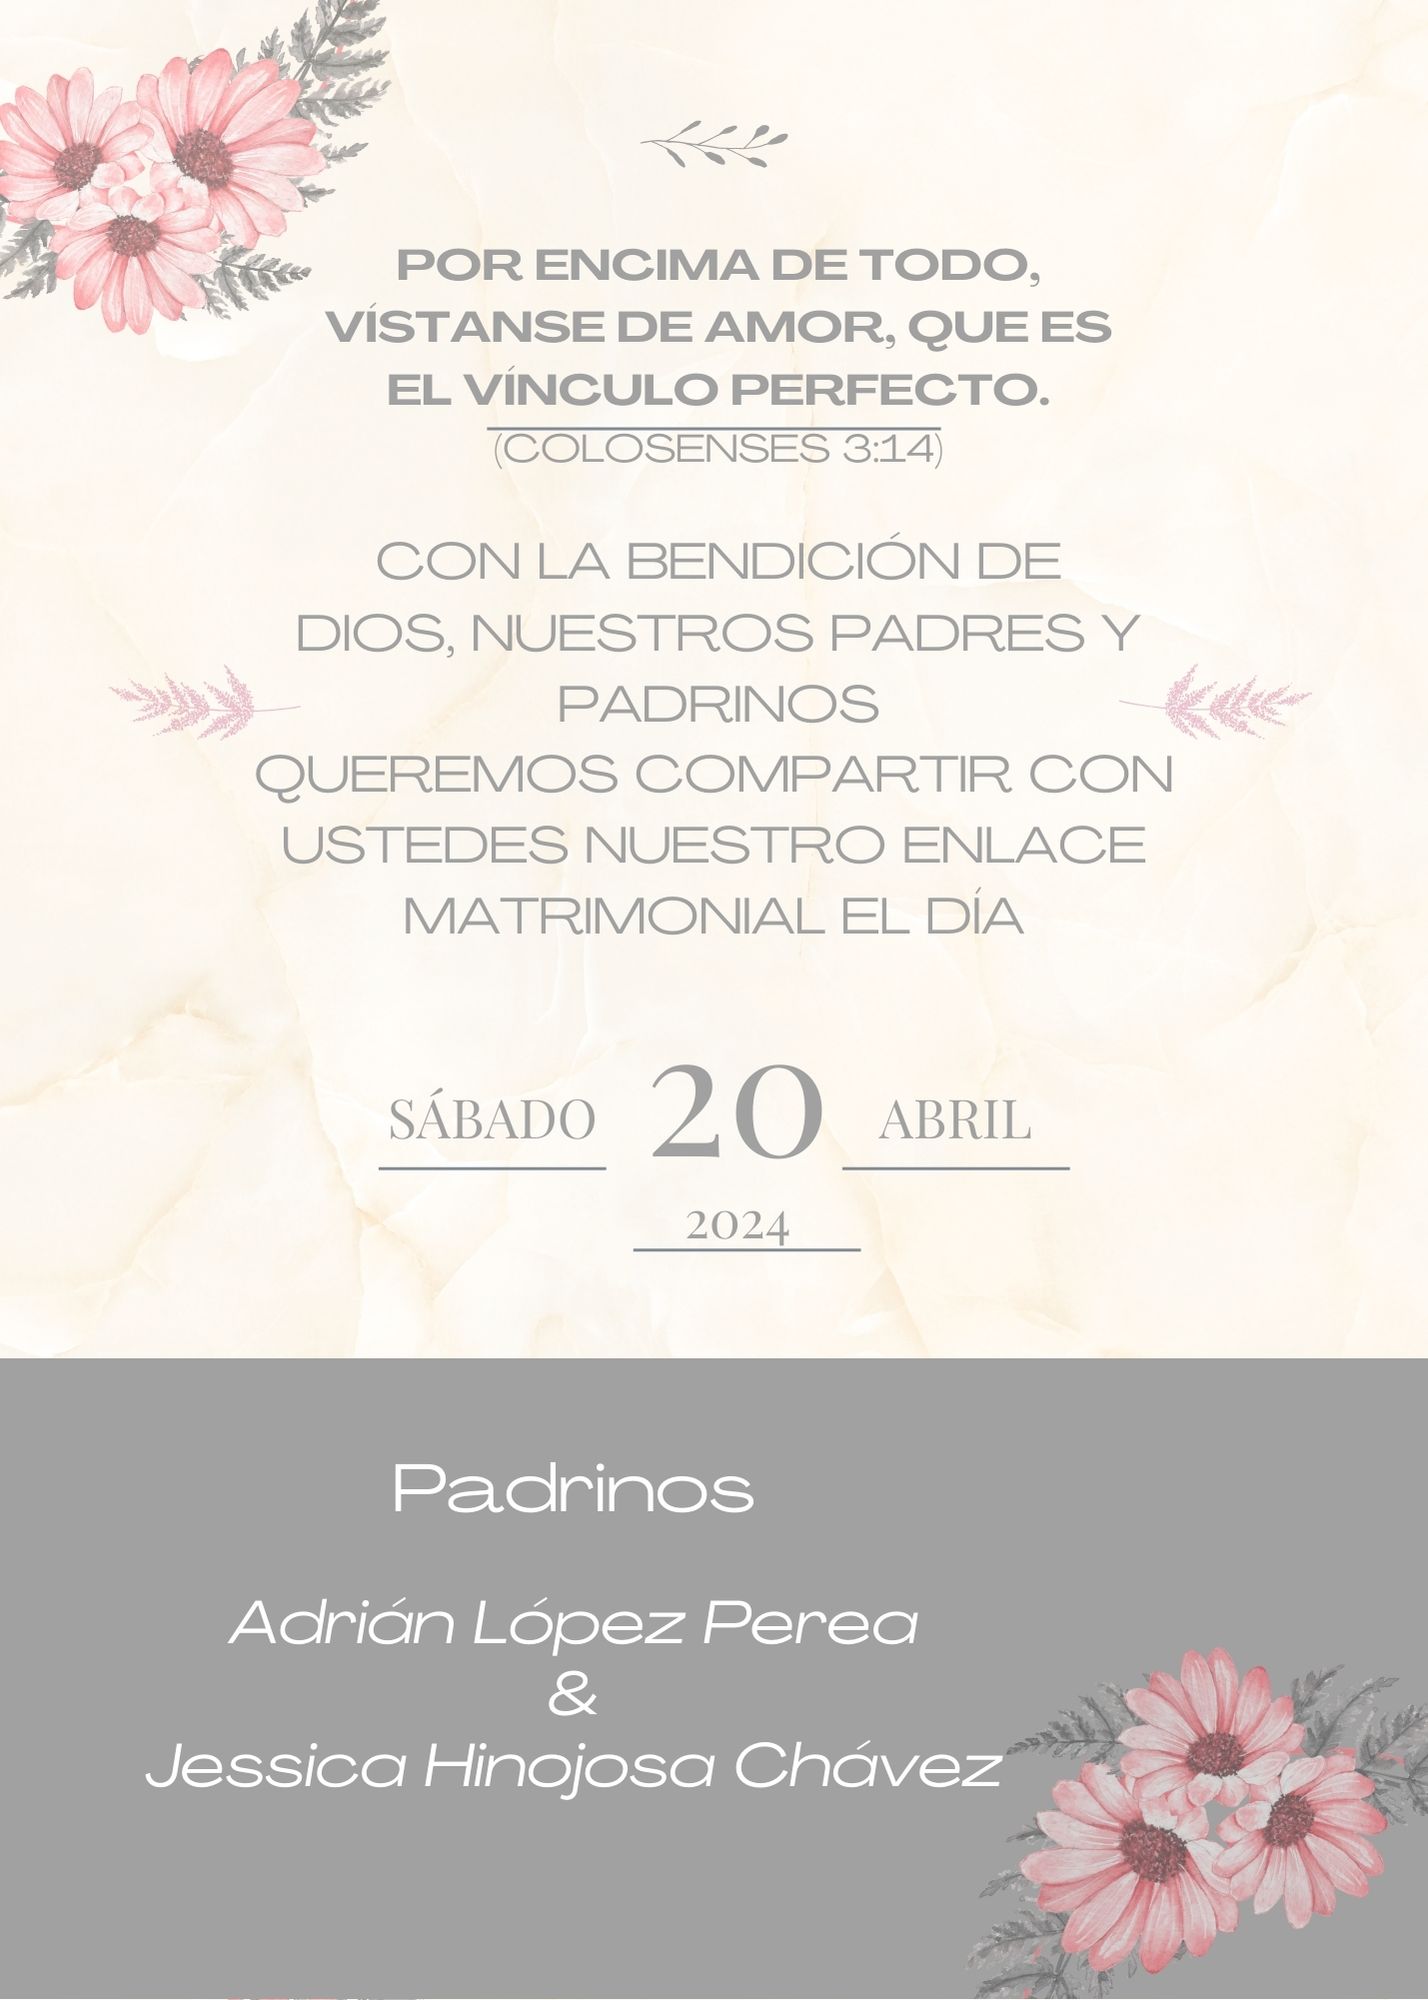 POR ENCIMA DE TODO,
VÍSTANSE DE AMOR, QUE ES
EL VÍNCULO PERFECTO.
(COLOSENSES 3:14)
CON LA BENDICIÓN DE
DIOS, NUESTROS PADRES Y
PADRINOS
QUEREMOS COMPARTIR CON
USTEDES NUESTRO ENLACE
MATRIMONIAL EL DÍA
SÁBADO 20 ABRIL
2024
Padrinos
Adrián López Perea
&
Jessica Hinojosa Chávez